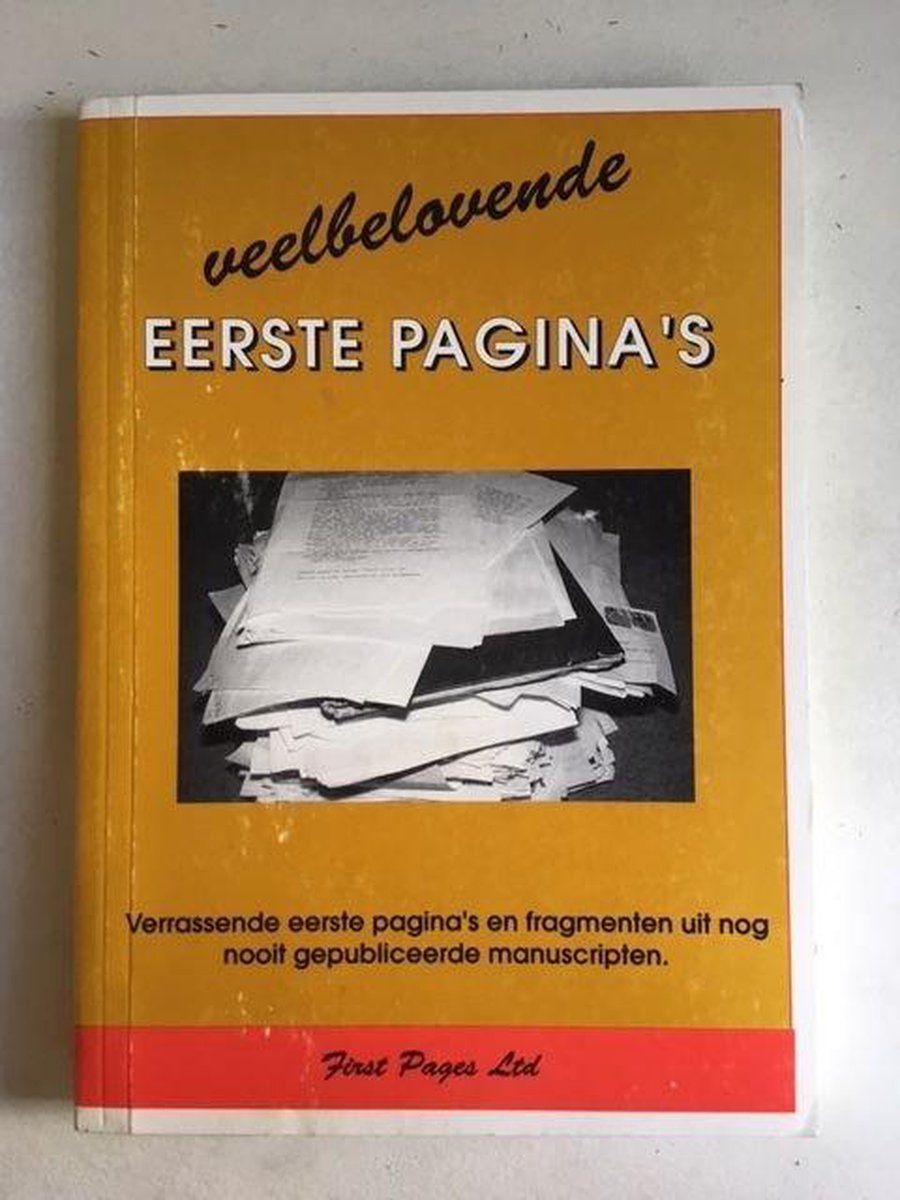 veelbelovende
EERSTE PAGINA'S
Verrassende eerste pagina's en fragmenten uit nog
nooit gepubliceerde manuscripten.
First Pages Ltd